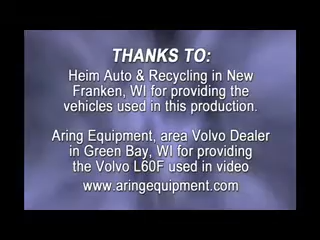 THANKS TO:
Heim Auto & Recycling in New
Franken, WI for providing the
vehicles used in this production.
Aring Equipment, area Volvo Dealer
in Green Bay, WI for providing
the Volvo L60F used in video
www.aringequipment.com